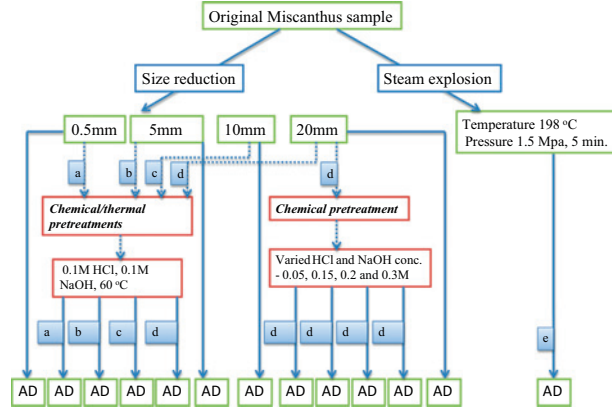 Original Miscanthus sample
Size reduction
Steam explosion
0.5mm
5mm
10mm
20mm
Temperature 198 °C
Pressure 1.5 Mpa, 5 min.
a
b
c
d
d
Chemical/thermal
pretreatments
Chemical pretreatment
0.1M HCl, 0.1M
NaOH, 60 °C
Varied HCl and NaOH conc.
- 0.05, 0.15, 0.2 and 0.3M
a
b
c
d
d
d
d
d
e
AD
AD
AD
AD
AD
AD
AD
AD
AD
AD
AD
AD
AD